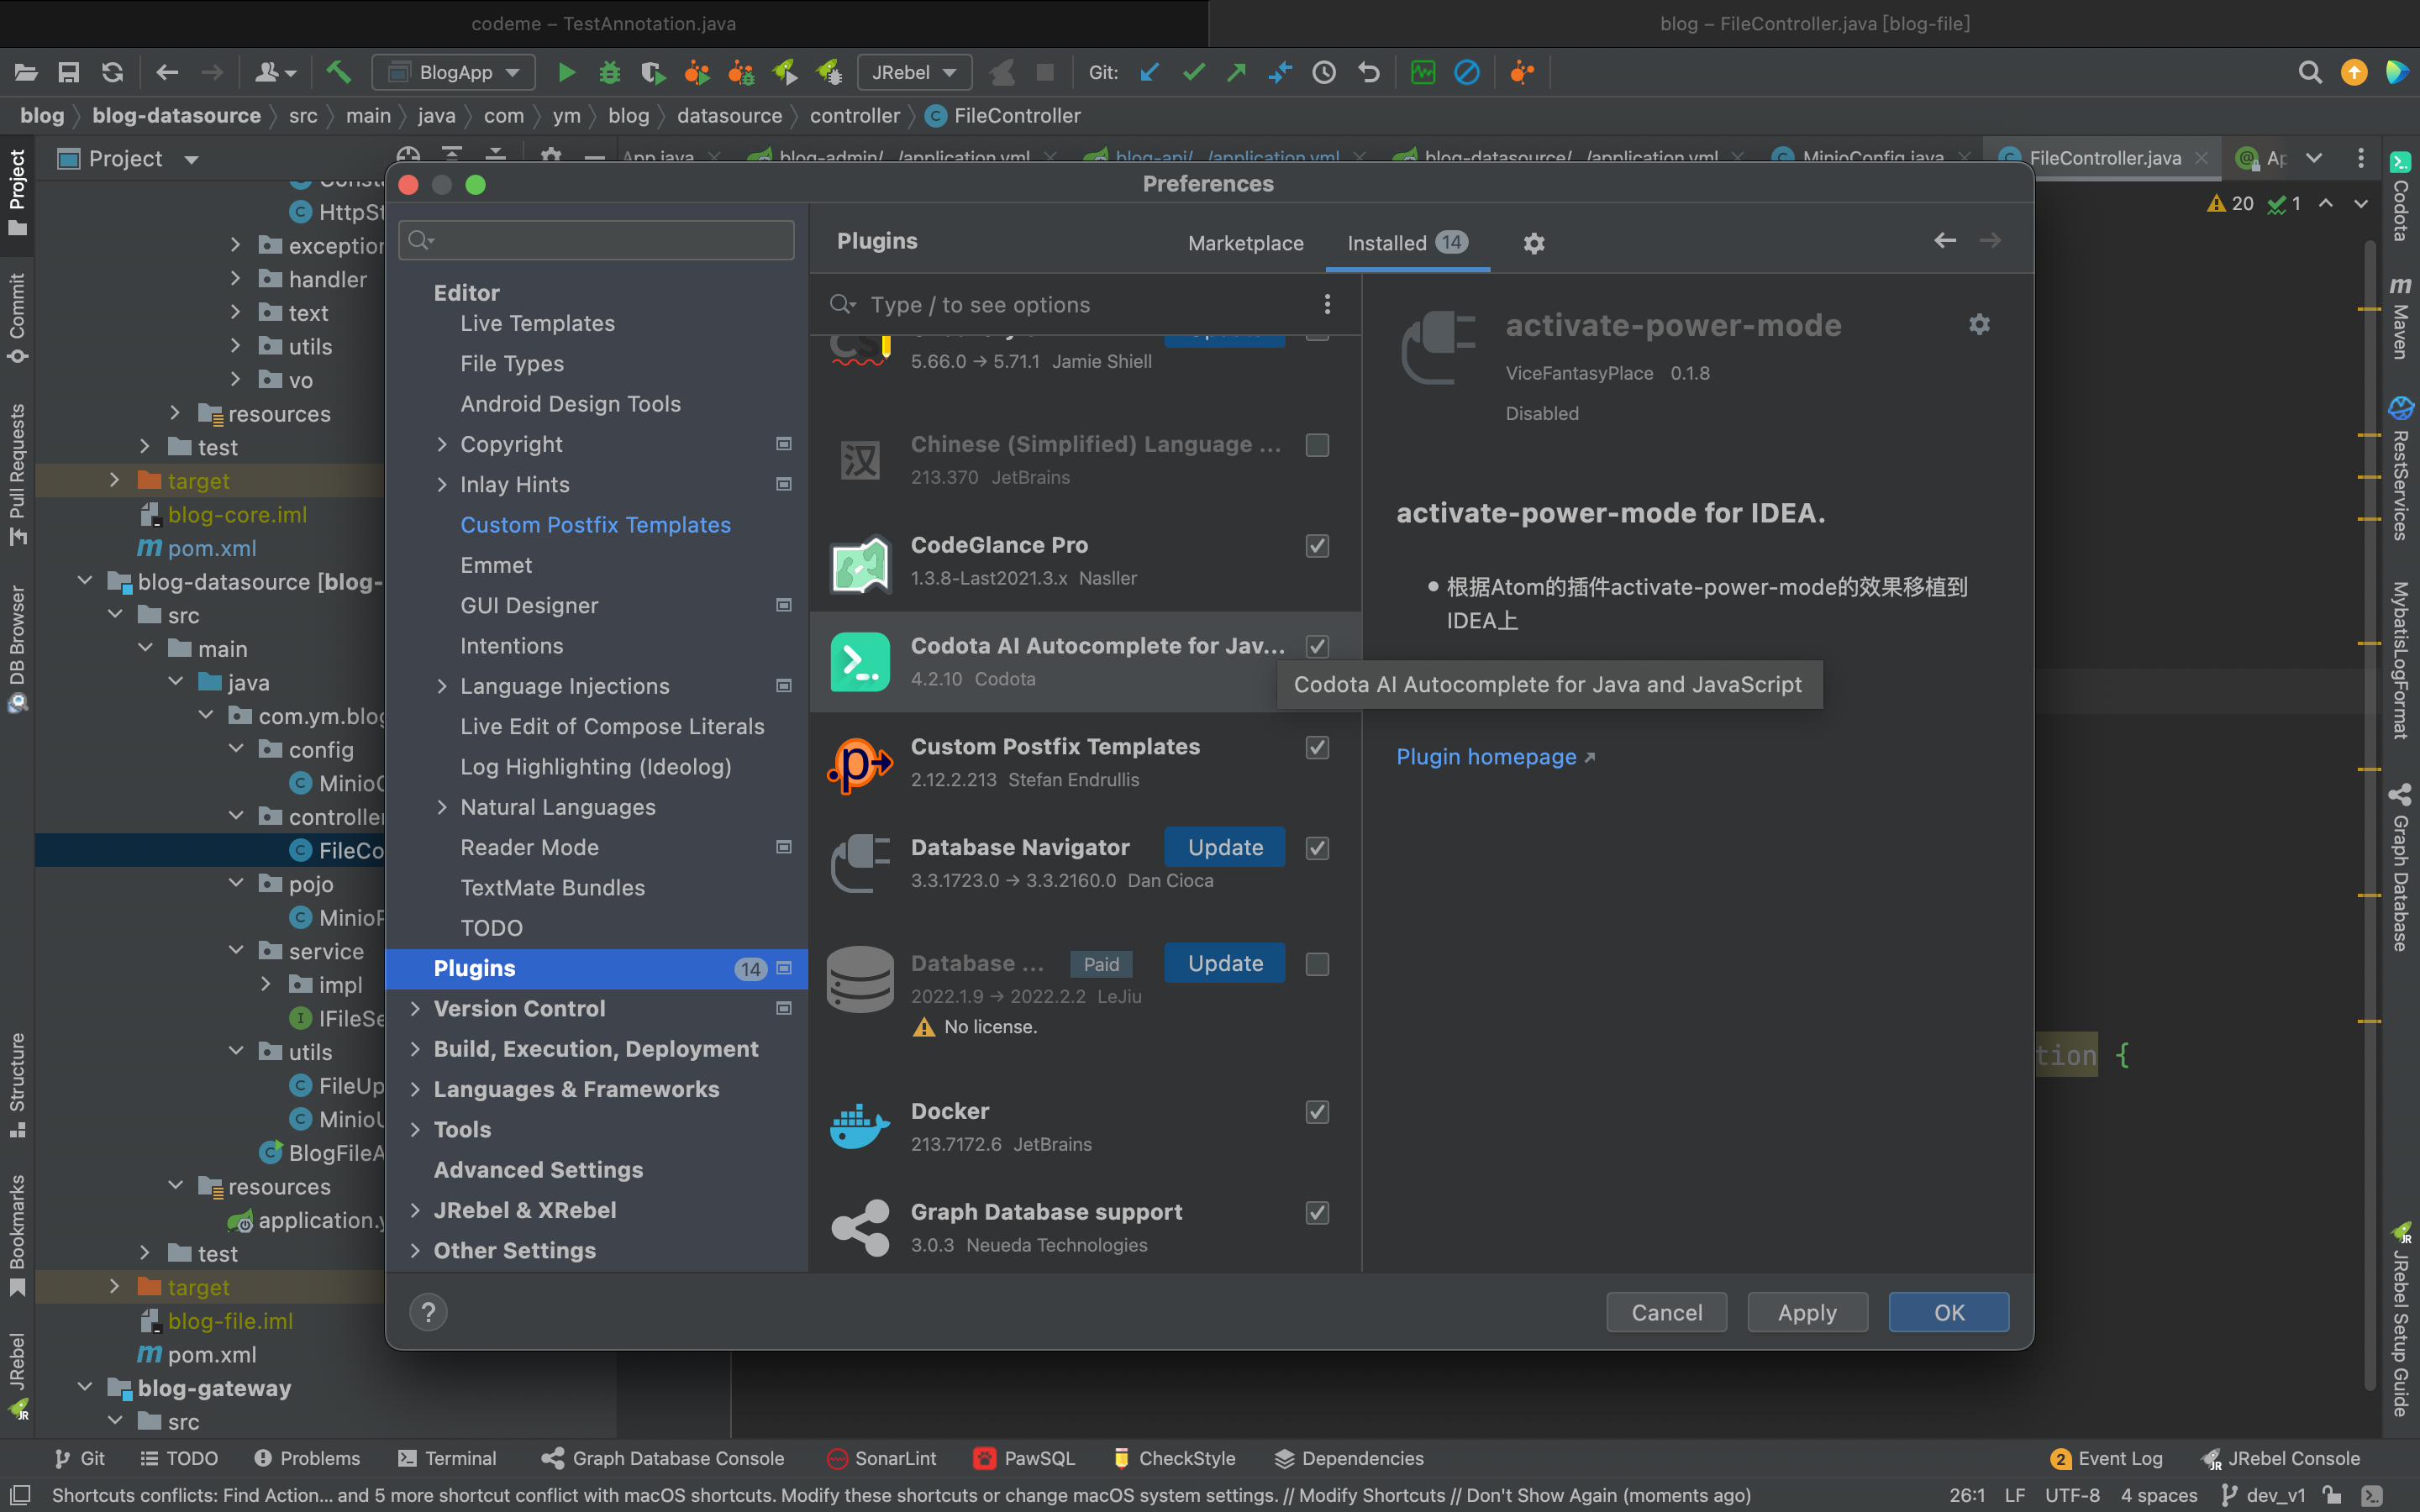 codeme – TestAnnotation.java
blog – FileController.java [blog-file]
BlogApp
JRebel
Git:
blog
blog-datasource
src
main
java
com
ym
blog
datasource
controller
FileController
Project
App.java
blog-admin/.../application.yml
blog-api/.../application.yml
blog-datasource/.../application.yml
MinioConfig.java
FileController.java
Ap
20
1
Project
Commit
Pull Requests
DB Browser
Structure
Bookmarks
JRebel
HttpSt
exception
handler
text
utils
vo
resources
test
target
blog-core.iml
pom.xml
blog-datasource [blog-
src
main
java
com.ym.blog
config
MinioC
controller
FileCo
pojo
MinioP
service
impl
IFileSe
utils
FileUp
MinioU
BlogFileA
resources
application.y
test
target
blog-file.iml
pom.xml
blog-gateway
src
Preferences
Editor
Live Templates
File Types
Android Design Tools
Copyright
Inlay Hints
Custom Postfix Templates
Emmet
GUI Designer
Intentions
Language Injections
Live Edit of Compose Literals
Log Highlighting (Ideolog)
Natural Languages
Reader Mode
TextMate Bundles
TODO
Plugins
14
Version Control
Build, Execution, Deployment
Languages & Frameworks
Tools
Advanced Settings
JRebel & XRebel
Other Settings
Plugins
Marketplace
Installed
14
Type / to see options
5.66.0 → 5.71.1 Jamie Shiell
汉
Chinese (Simplified) Language ...
213.370 JetBrains
CodeGlance Pro
1.3.8-Last2021.3.x Nasller
Codota AI Autocomplete for Jav...
4.2.10 Codota
Custom Postfix Templates
2.12.2.213 Stefan Endrullis
Database Navigator
Update
3.3.1723.0 → 3.3.2160.0 Dan Cioca
Database ...
Paid
Update
2022.1.9 → 2022.2.2 LeJiu
No license.
Docker
213.7172.6 JetBrains
Graph Database support
3.0.3 Neueda Technologies
activate-power-mode
ViceFantasyPlace 0.1.8
Disabled
activate-power-mode for IDEA.
根据Atom的插件activate-power-mode的效果移植到
IDEA上
Codota AI Autocomplete for Java and JavaScript
Plugin homepage
?
Cancel
Apply
OK
tion {
Codota
Maven
RestServices
MybatisLogFormat
Graph Database
JRebel Setup Guide
Git
TODO
Problems
Terminal
Graph Database Console
SonarLint
PawSQL
CheckStyle
Dependencies
2
Event Log
JRebel Console
Shortcuts conflicts: Find Action... and 5 more shortcut conflict with macOS shortcuts. Modify these shortcuts or change macOS system settings. // Modify Shortcuts // Don't Show Again (moments ago)
26:1
LF
UTF-8
4 spaces
dev_v1